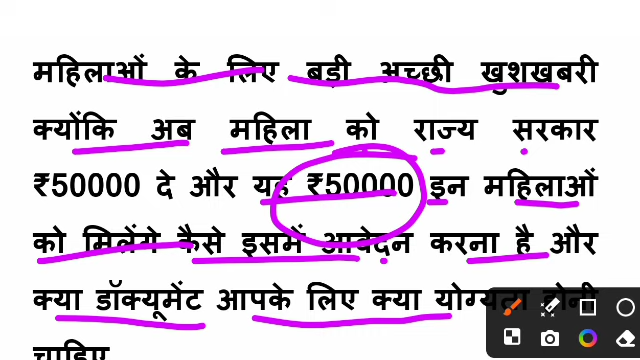 महिलाओं के लिए बड़ी अच्छी खुशखबरी
क्योंकि अब महिला को राज्य सरकार
₹50000 दे और यह ₹50000 इन महिलाओं
को मिलेंगे कैसे इसमें आवेदन करना है और
क्या डॉक्यूमेंट आपके लिए क्या योग्यता होनी
चाहिए